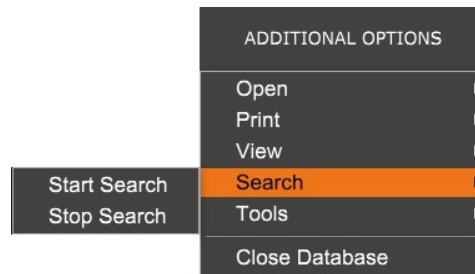 ADDITIONAL OPTIONS
Open
Print
View
Search
Start Search
Stop Search
Tools
Close Database